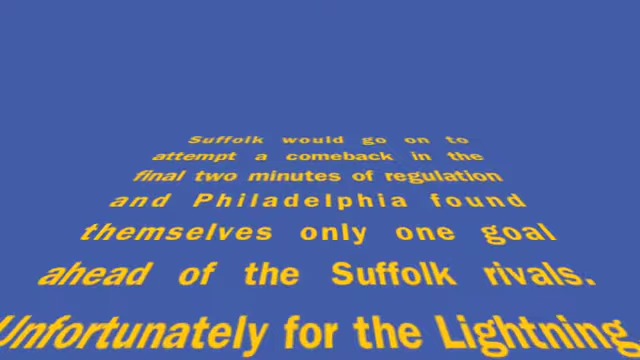 Suffolk would go on to
attempt a comeback in the
final two minutes of regulation
and Philadelphia found
themselves only one goal
ahead of the Suffolk rivals.
Unfortunately for the Lightning,